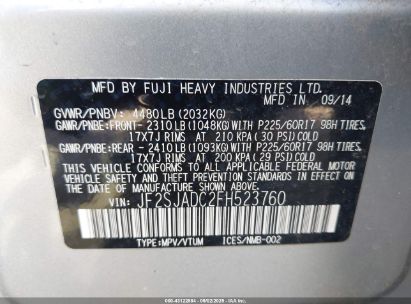 MFD BY FUJI HEAVY INDUSTRIES LTD.
MFD IN 09/14
GVWR/PNBV: 4480LB (2032KG)
GAWR/PNBE: FRONT- 2310LB (1048KG) WITH P225/60R17 98H TIRES,
17X7J RIMS AT 210 KPA (30 PSI) COLD
GAWR/PNBE: REAR - 2410LB (1093KG) WITH P225/60R17 98H TIRES,
17X7J RIMS AT 200 KPA (29 PSI) COLD
THIS VEHICLE CONFORMS TO ALL APPLICABLE FEDERAL MOTOR
VEHICLE SAFETY AND THEFT PREVENTION STANDARDS IN EFFECT ON
THE DATE OF MANUFACTURE SHOWN ABOVE.
VIN: JF2SJADC2FH523760
TYPE: MPV/VTUM ICES/NMB-002